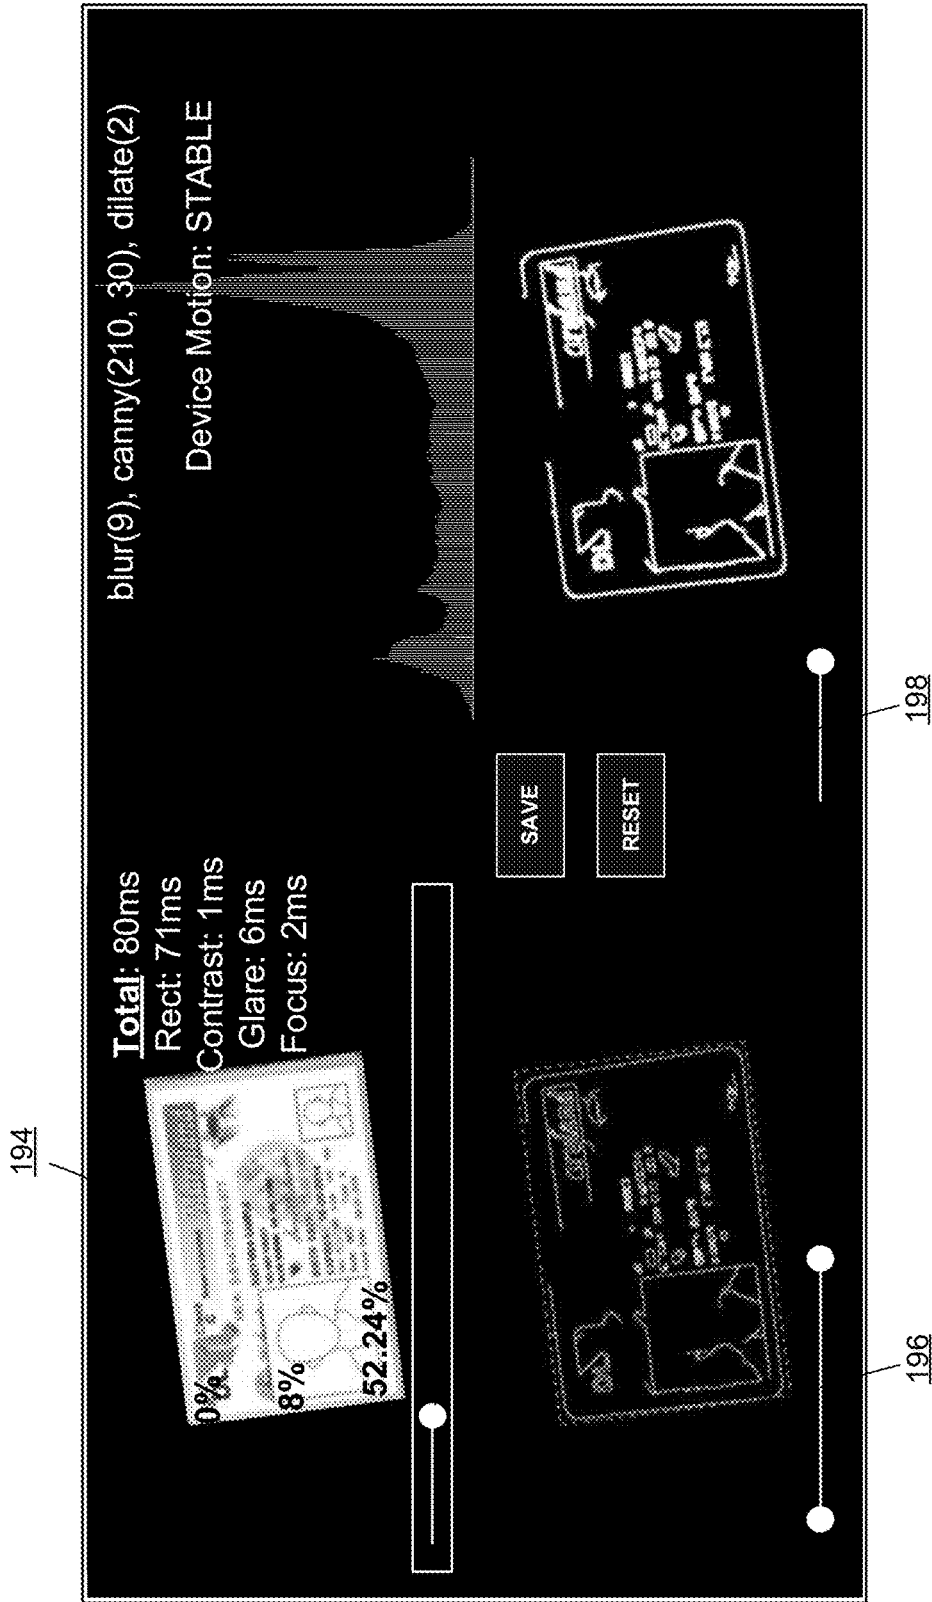 194
Total: 80ms
Rect: 71ms
Contrast: 1ms
Glare: 6ms
Focus: 2ms
0%
8%
52.24%
blur(9), canny(210, 30), dilate(2)
Device Motion: STABLE
SAVE
RESET
196
198